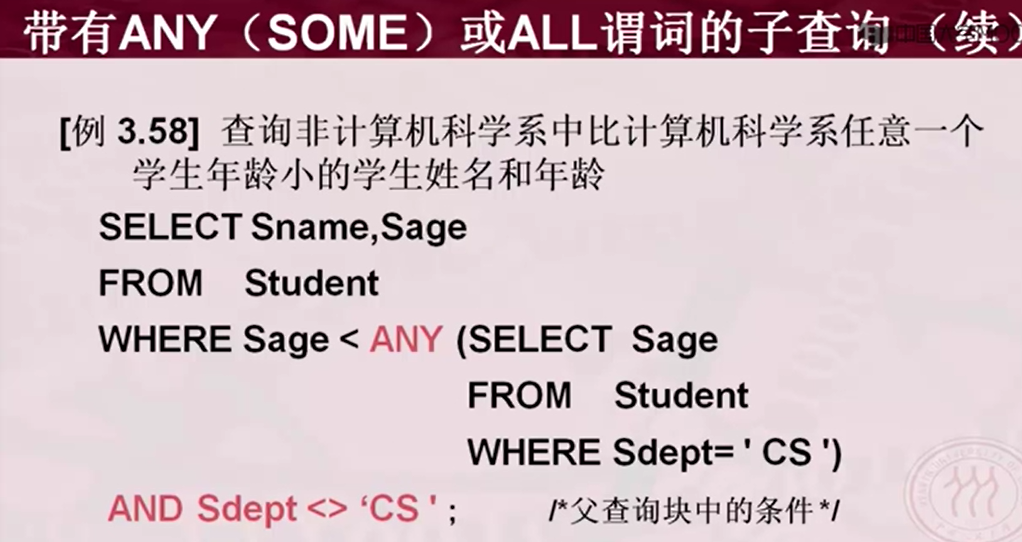 带有ANY（SOME）或ALL谓词的子查询（续）
[例 3.58] 查询非计算机科学系中比计算机科学系任意一个
学生年龄小的学生姓名和年龄
SELECT Sname,Sage
FROM Student
WHERE Sage < ANY (SELECT Sage
FROM Student
WHERE Sdept= ' CS ')
AND Sdept <> ‘CS ' ; /*父查询块中的条件*/